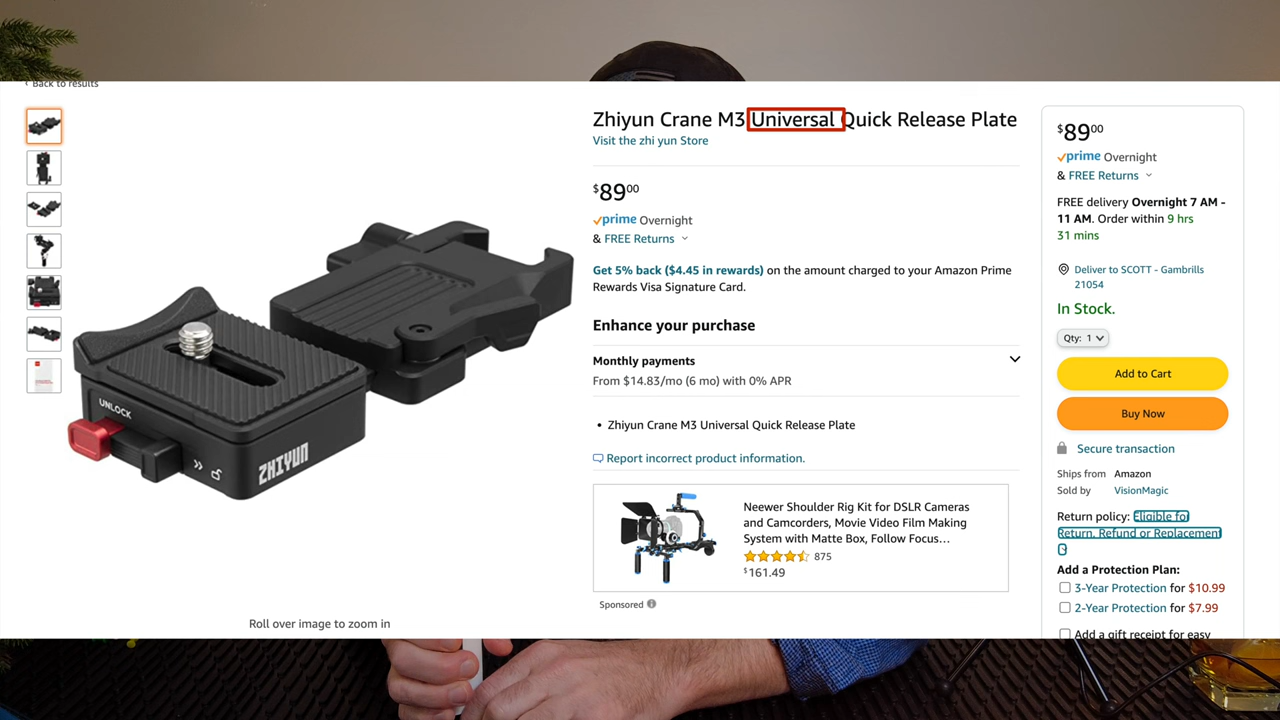 ‹ Back to results
Zhiyun Crane M3 Universal Quick Release Plate
Visit the zhi yun Store
$89⁰⁰
prime Overnight
& FREE Returns
Get 5% back ($4.45 in rewards) on the amount charged to your Amazon Prime
Rewards Visa Signature Card.
Enhance your purchase
Monthly payments
From $14.83/mo (6 mo) with 0% APR
• Zhiyun Crane M3 Universal Quick Release Plate
Report incorrect product information.
Neewer Shoulder Rig Kit for DSLR Cameras
and Camcorders, Movie Video Film Making
System with Matte Box, Follow Focus…
875
$161.49
Sponsored
UNLOCK
ZHIYUN
Roll over image to zoom in
$89⁰⁰
prime Overnight
& FREE Returns
FREE delivery Overnight 7 AM -
11 AM. Order within 9 hrs
31 mins
Deliver to SCOTT - Gambrills
21054
In Stock.
Qty: 1
Add to Cart
Buy Now
Secure transaction
Ships from Amazon
Sold by VisionMagic
Return policy: Eligible for
Return, Refund or Replacement
Add a Protection Plan:
3-Year Protection for $10.99
2-Year Protection for $7.99
Add a gift receipt for easy